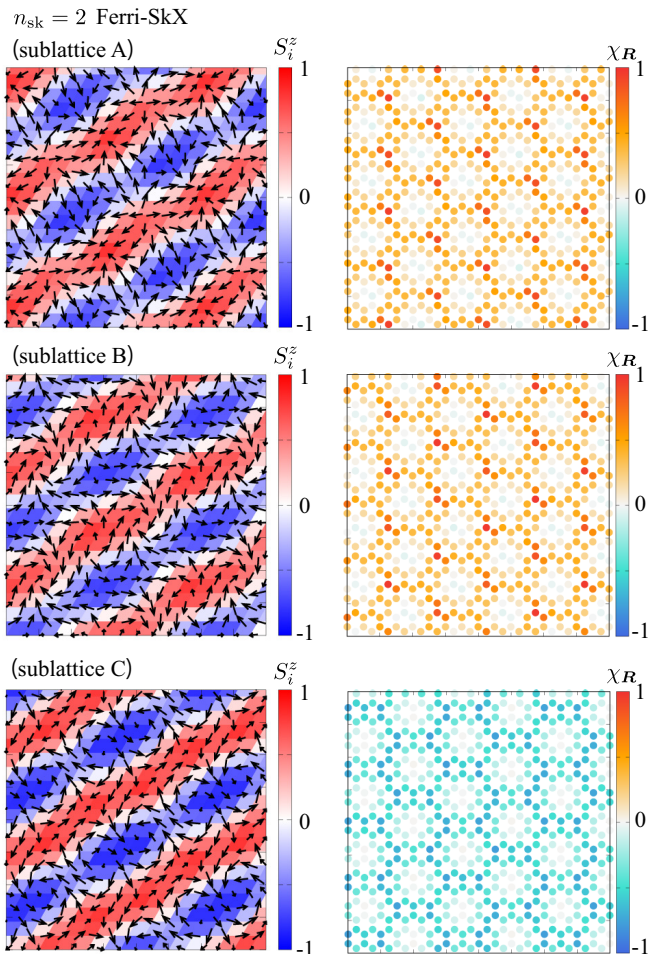 n_sk = 2 Ferri-SkX
(sublattice A)
S_i^z
χ_R
1
0
-1
1
0
-1
(sublattice B)
S_i^z
χ_R
1
0
-1
1
0
-1
(sublattice C)
S_i^z
χ_R
1
0
-1
1
0
-1